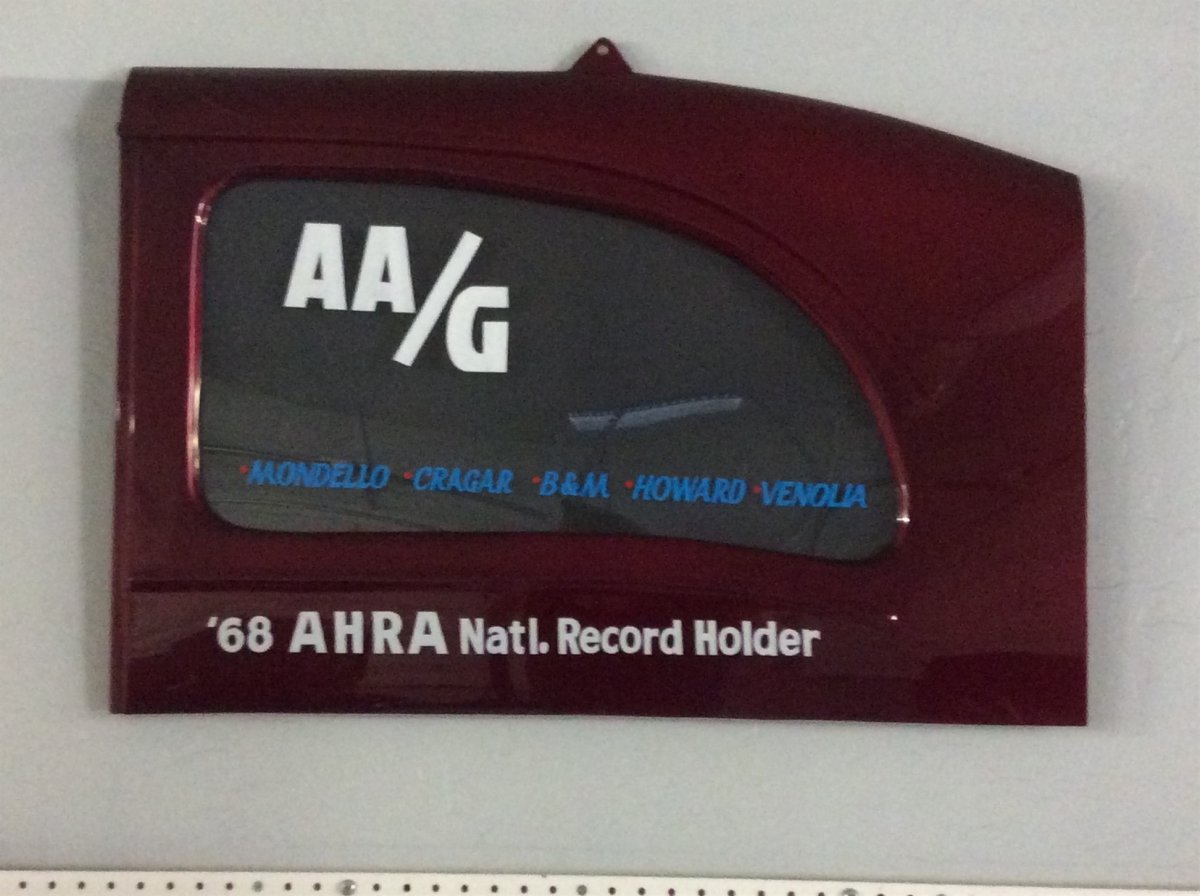 AA/G
•MONDELLO •CRAGAR •B&M •HOWARD •VENOLIA
‘68 AHRA Natl. Record Holder